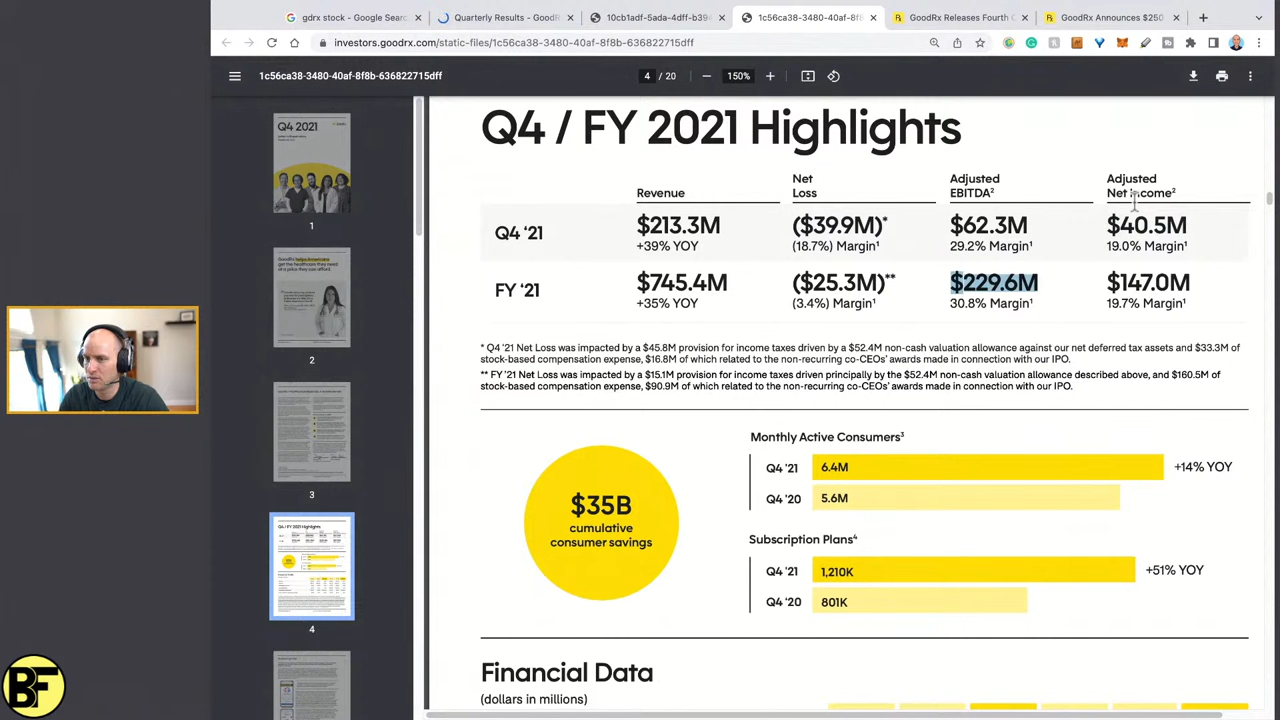 gdrx stock - Google Searc
Quarterly Results - GoodR
10cb1adf-5ada-4dff-b39
1c56ca38-3480-40af-8f8b
GoodRx Releases Fourth
GoodRx Announces $250
investors.goodrx.com/static-files/1c56ca38-3480-40af-8f8b-636822715dff
1c56ca38-3480-40af-8f8b-636822715dff
4 / 20
150%
Q4 2021
1
2
3
4
Q4 / FY 2021 Highlights
Revenue
Net Loss
Adjusted EBITDA²
Adjusted Net Income²
Q4 '21
$213.3M
($39.9M)*
$62.3M
$40.5M
+39% YOY
(18.7%) Margin¹
29.2% Margin¹
19.0% Margin¹
FY '21
$745.4M
($25.3M)**
$229.6M
$147.0M
+35% YOY
(3.4%) Margin¹
30.8% Margin¹
19.7% Margin¹
* Q4 '21 Net Loss was impacted by a $45.8M provision for income taxes driven by a $52.4M non-cash valuation allowance against our net deferred tax assets and $33.3M of
stock-based compensation expense, $16.8M of which related to the non-recurring co-CEOs' awards made in connection with our IPO.
** FY '21 Net Loss was impacted by a $15.1M provision for income taxes driven principally by the $52.4M non-cash valuation allowance described above, and $160.5M of
stock-based compensation expense, $90.9M of which related to the non-recurring co-CEOs' awards made in connection with our IPO.
$35B
cumulative
consumer savings
Monthly Active Consumers³
Q4 '21
6.4M
+14% YOY
Q4 '20
5.6M
Subscription Plans⁴
Q4 '21
1,210K
+51% YOY
Q4 '20
801K
Financial Data
(dollars in millions)
BF